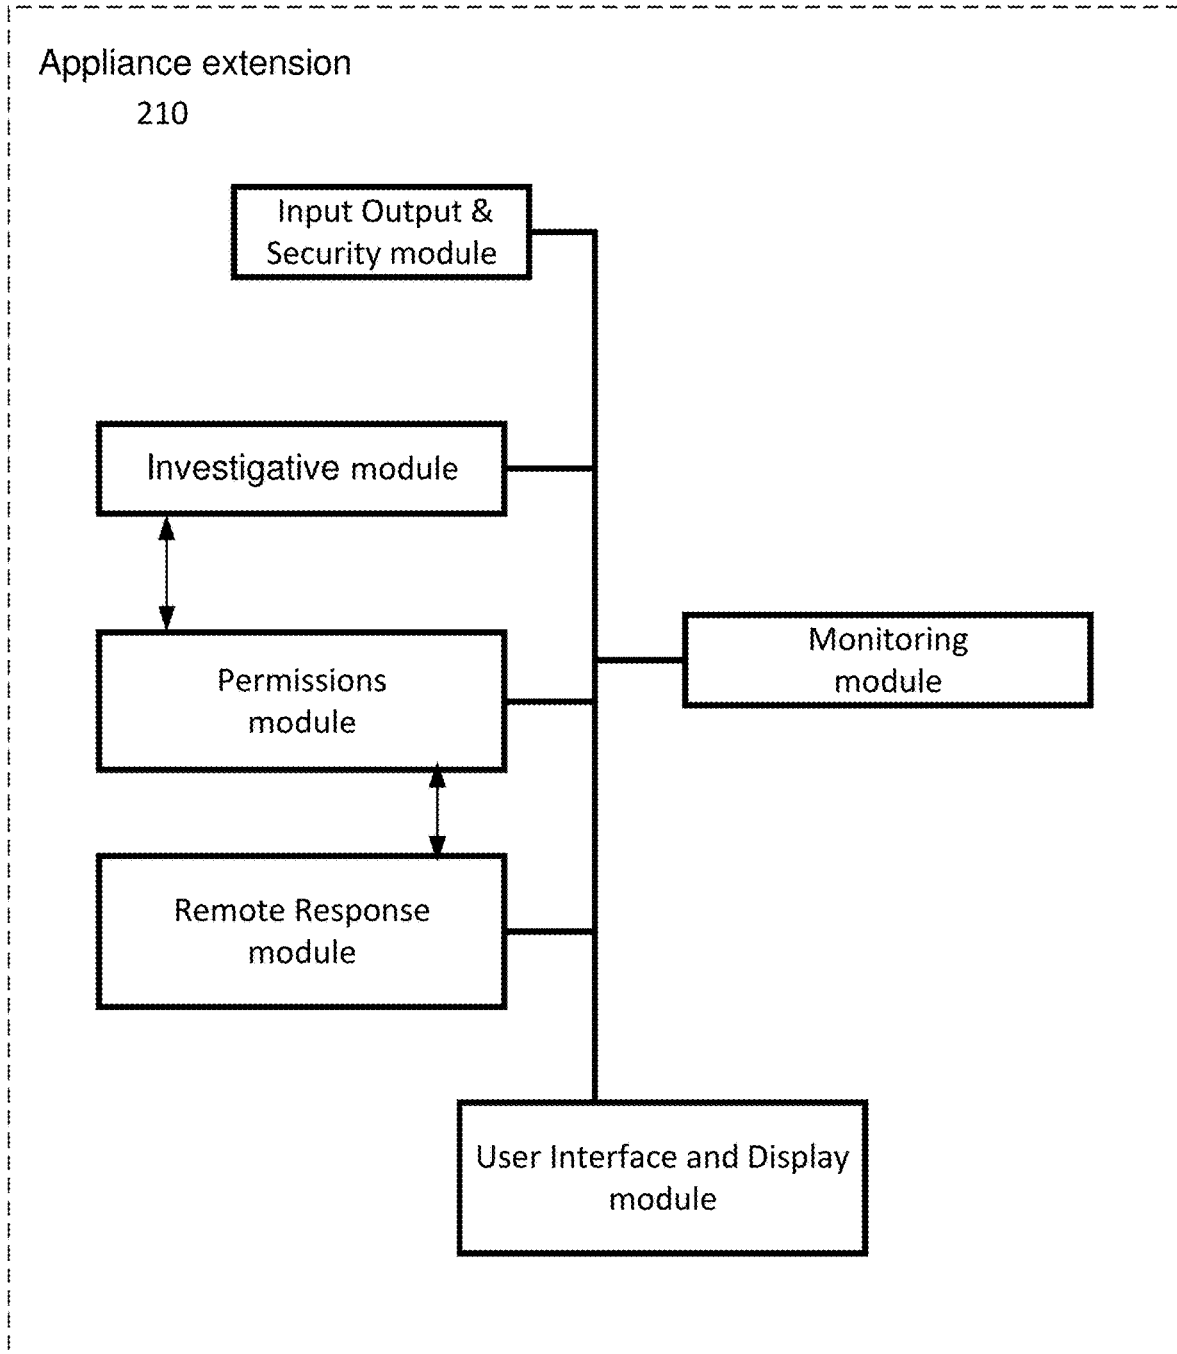 Appliance extension
210
Input Output &
Security module
Investigative module
Permissions
module
Monitoring
module
Remote Response
module
User Interface and Display
module